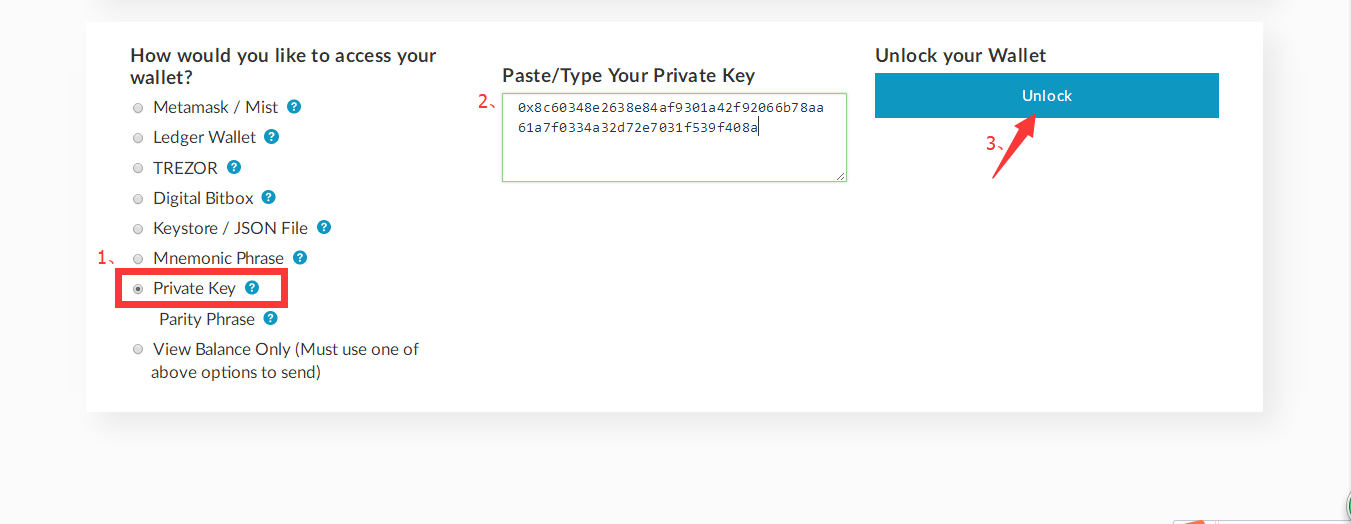 How would you like to access your
wallet?
Metamask / Mist ?
Ledger Wallet ?
TREZOR ?
Digital Bitbox ?
Keystore / JSON File ?
1、
Mnemonic Phrase ?
Private Key ?
Parity Phrase ?
View Balance Only (Must use one of
above options to send)
Paste/Type Your Private Key
2、
0x8c60348e2638e84af9301a42f92066b78aa
61a7f0334a32d72e7031f539f408a
Unlock your Wallet
Unlock
3、